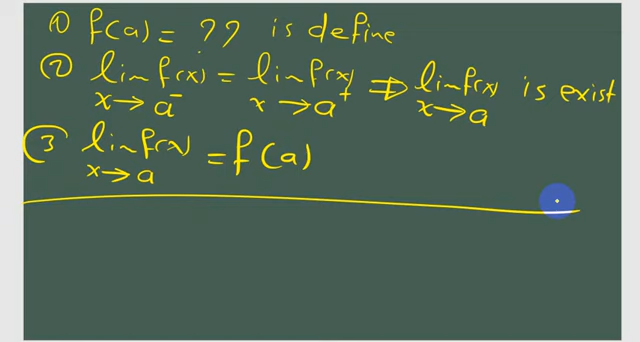 ① f(a) = ?? is define
② lim f(x) = lim f(x) ⇒ lim f(x) is exist
x→a⁻ x→a⁺ x→a
③ lim f(x) = f(a)
x→a